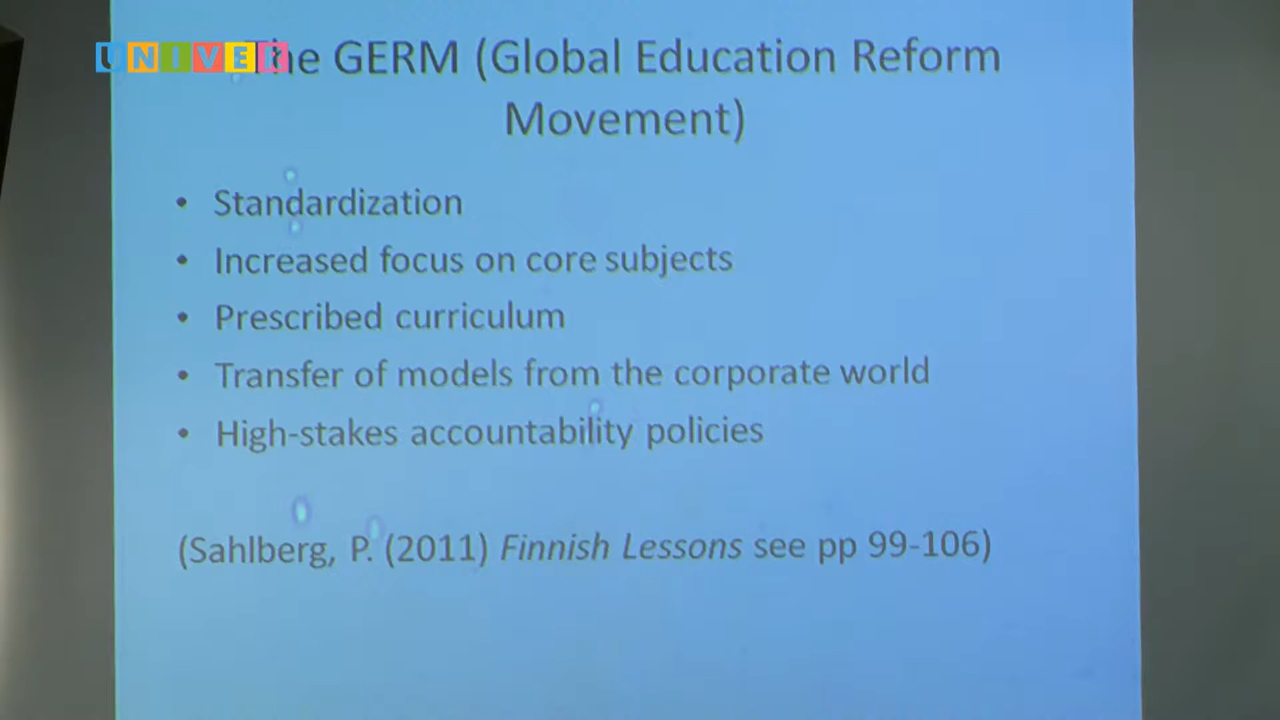 UNIVER
The GERM (Global Education Reform
Movement)
• Standardization
• Increased focus on core subjects
• Prescribed curriculum
• Transfer of models from the corporate world
• High-stakes accountability policies
(Sahlberg, P. (2011) Finnish Lessons see pp 99-106)